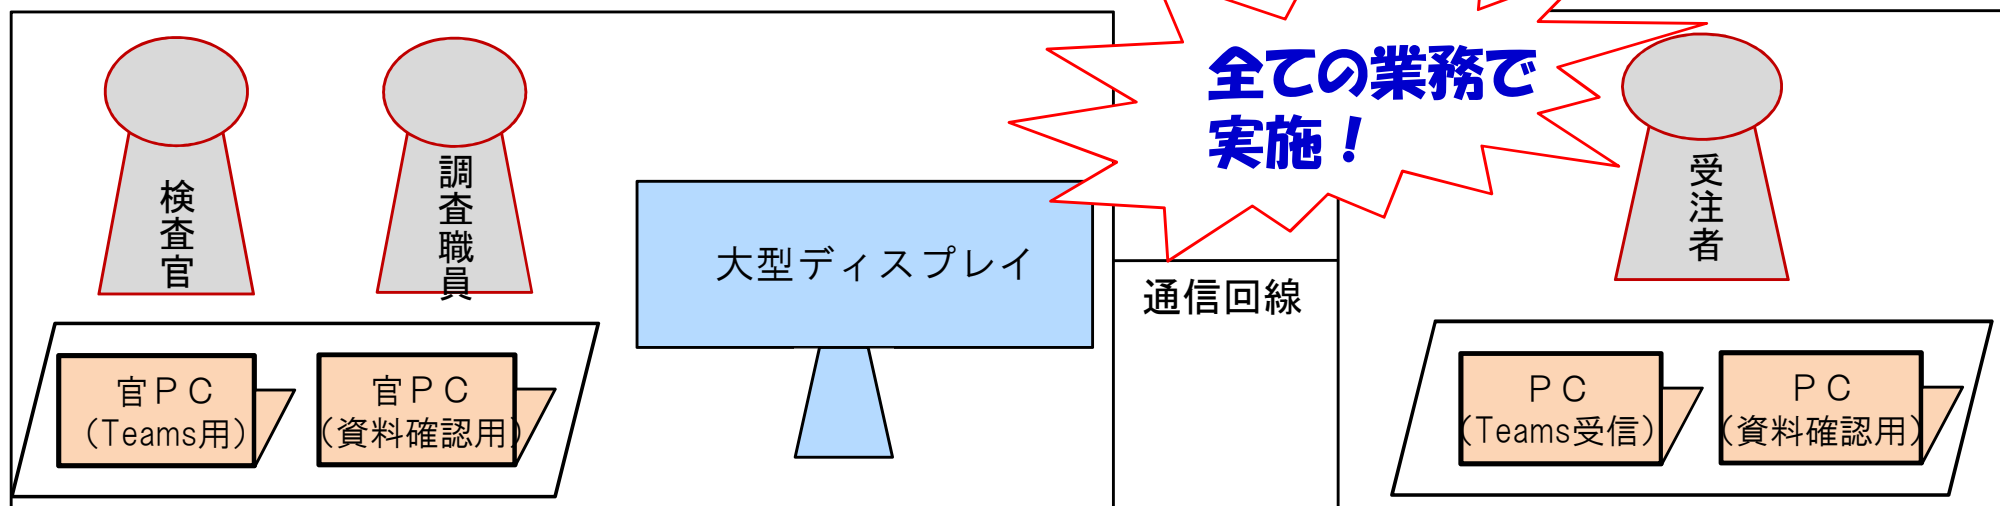 全ての業務で
実施！
検査官
調査職員
受注者
大型ディスプレイ
通信回線
官ＰＣ
（Teams用）
官ＰＣ
（資料確認用）
ＰＣ
（Teams受信）
ＰＣ
（資料確認用）